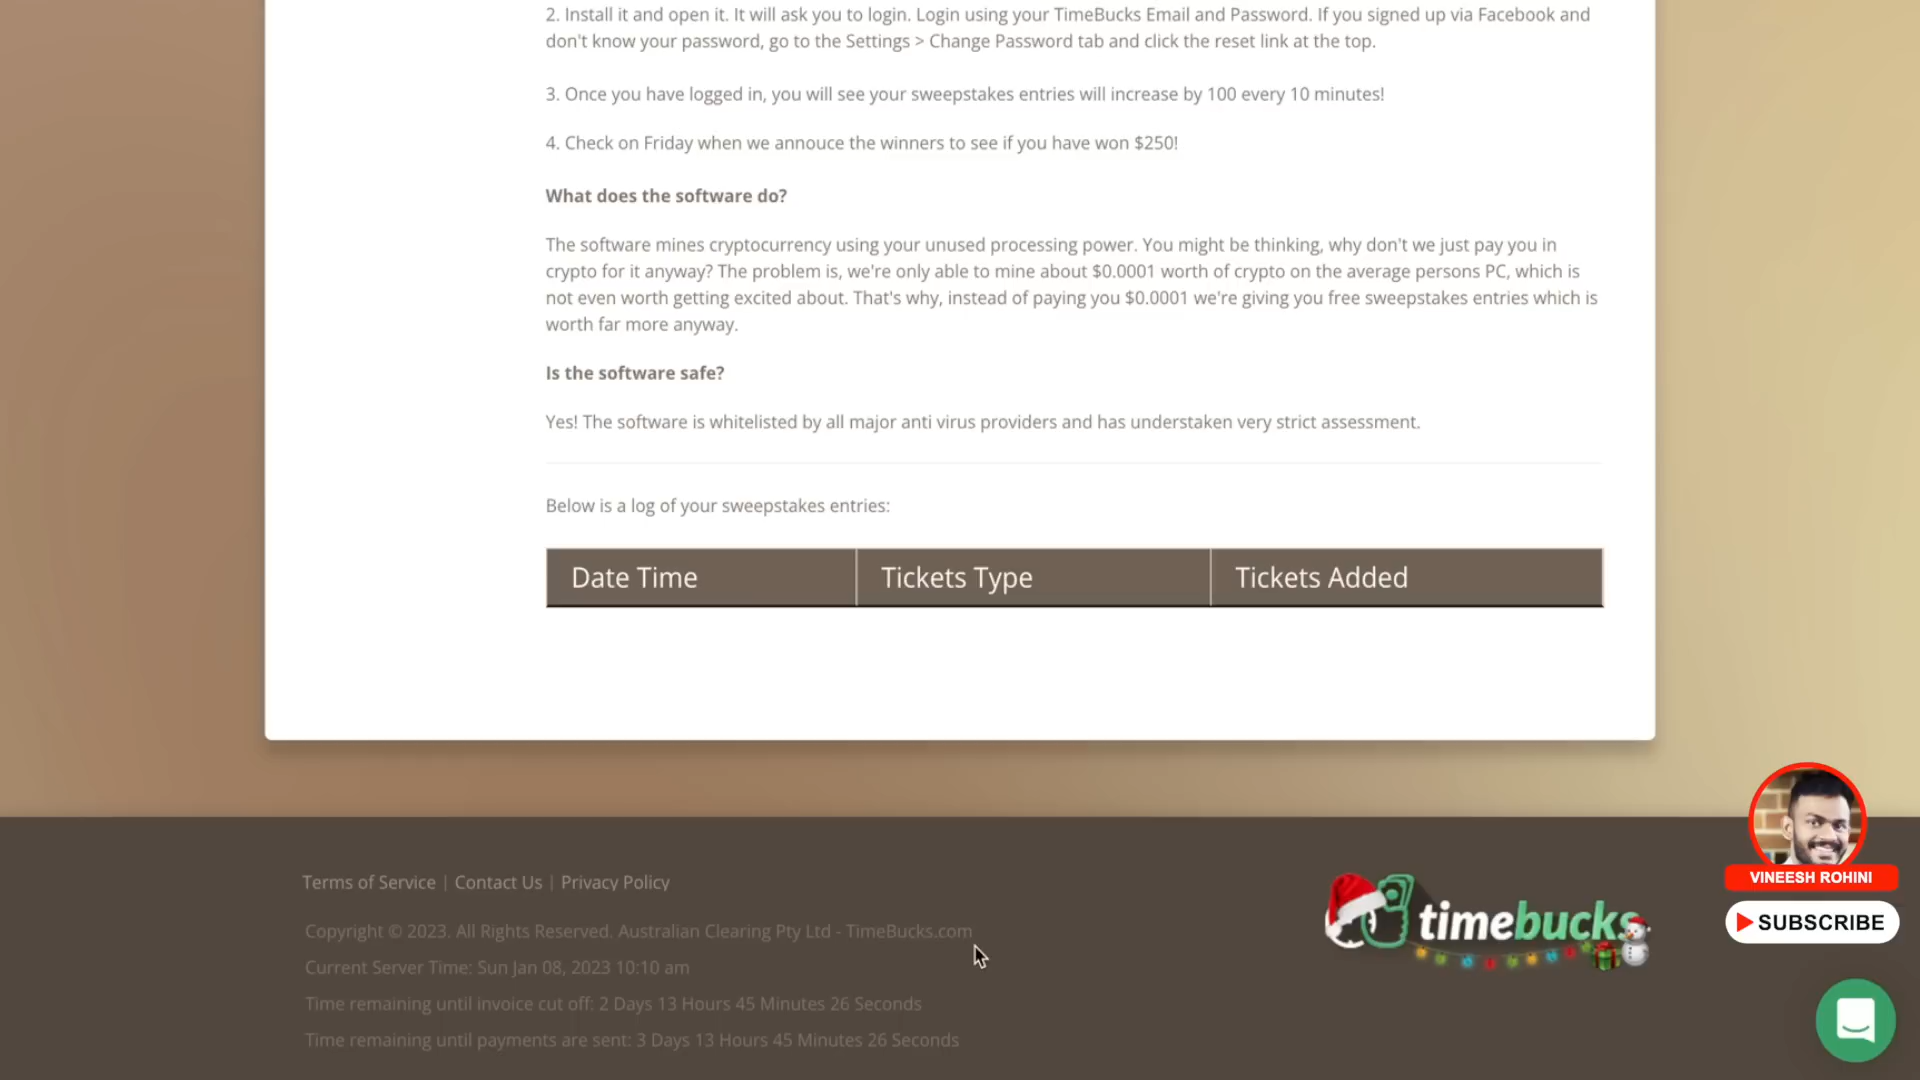 2. Install it and open it. It will ask you to login. Login using your TimeBucks Email and Password. If you signed up via Facebook and
don't know your password, go to the Settings > Change Password tab and click the reset link at the top.
3. Once you have logged in, you will see your sweepstakes entries will increase by 100 every 10 minutes!
4. Check on Friday when we annouce the winners to see if you have won $250!
What does the software do?
The software mines cryptocurrency using your unused processing power. You might be thinking, why don't we just pay you in
crypto for it anyway? The problem is, we're only able to mine about $0.0001 worth of crypto on the average persons PC, which is
not even worth getting excited about. That's why, instead of paying you $0.0001 we're giving you free sweepstakes entries which is
worth far more anyway.
Is the software safe?
Yes! The software is whitelisted by all major anti virus providers and has understaken very strict assessment.
Below is a log of your sweepstakes entries:
Date Time Tickets Type Tickets Added
Terms of Service | Contact Us | Privacy Policy
Copyright © 2023. All Rights Reserved. Australian Clearing Pty Ltd - TimeBucks.com
Current Server Time: Sun Jan 08, 2023 10:10 am
Time remaining until invoice cut off: 2 Days 13 Hours 45 Minutes 26 Seconds
Time remaining until payments are sent: 3 Days 13 Hours 45 Minutes 26 Seconds
timebucks
VINEESH ROHINI
SUBSCRIBE